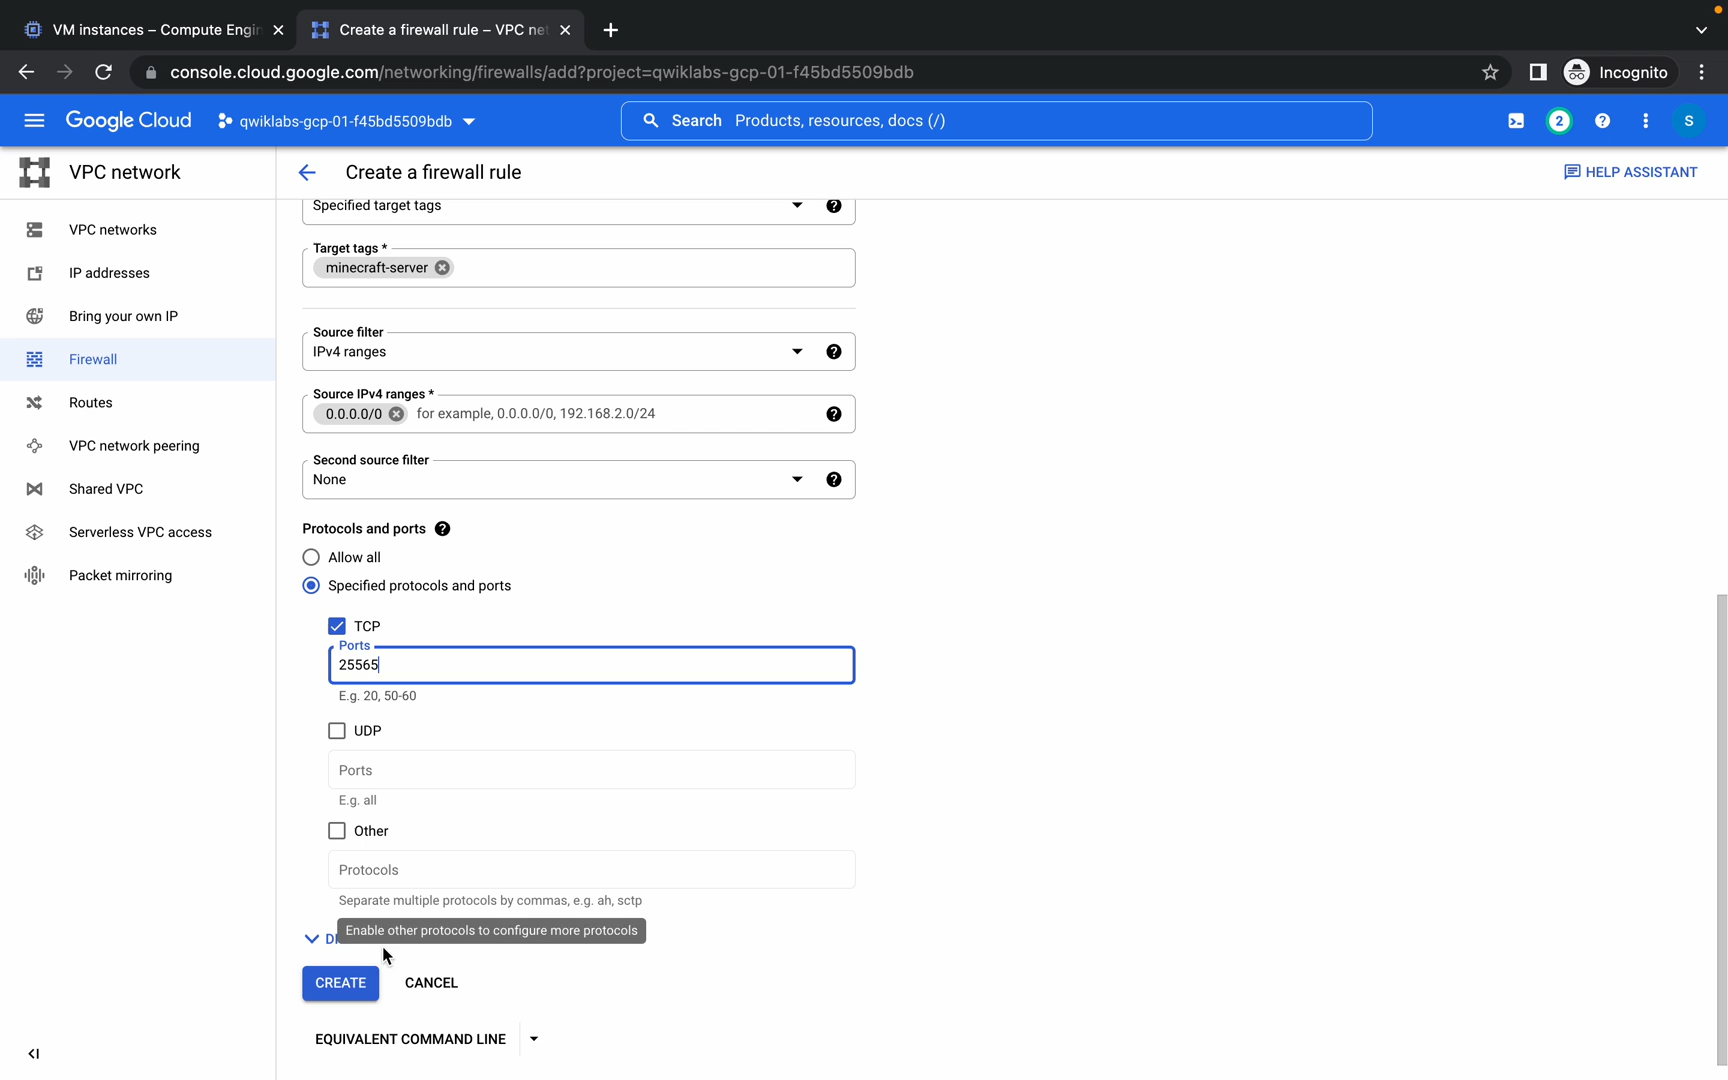 VM instances – Compute Engin
Create a firewall rule – VPC net
console.cloud.google.com/networking/firewalls/add?project=qwiklabs-gcp-01-f45bd5509bdb
Incognito
Google Cloud
qwiklabs-gcp-01-f45bd5509bdb
Search Products, resources, docs (/)
2
S
VPC network
Create a firewall rule
HELP ASSISTANT
VPC networks
IP addresses
Bring your own IP
Firewall
Routes
VPC network peering
Shared VPC
Serverless VPC access
Packet mirroring
Specified target tags
Target tags *
minecraft-server
Source filter
IPv4 ranges
Source IPv4 ranges *
0.0.0.0/0 for example, 0.0.0.0/0, 192.168.2.0/24
Second source filter
None
Protocols and ports
Allow all
Specified protocols and ports
TCP
Ports
25565
E.g. 20, 50-60
UDP
Ports
E.g. all
Other
Protocols
Separate multiple protocols by commas, e.g. ah, sctp
Enable other protocols to configure more protocols
CREATE
CANCEL
EQUIVALENT COMMAND LINE